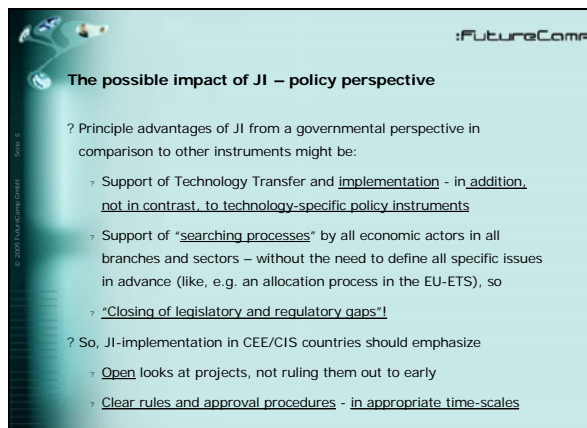 :FutureCamp
The possible impact of JI – policy perspective
? Principle advantages of JI from a governmental perspective in
comparison to other instruments might be:
? Support of Technology Transfer and implementation - in addition,
not in contrast, to technology-specific policy instruments
? Support of "searching processes" by all economic actors in all
branches and sectors – without the need to define all specific issues
in advance (like, e.g. an allocation process in the EU-ETS), so
? "Closing of legislatory and regulatory gaps"!
? So, JI-implementation in CEE/CIS countries should emphasize
? Open looks at projects, not ruling them out to early
? Clear rules and approval procedures - in appropriate time-scales
© 2005 FutureCamp GmbH Seite 5